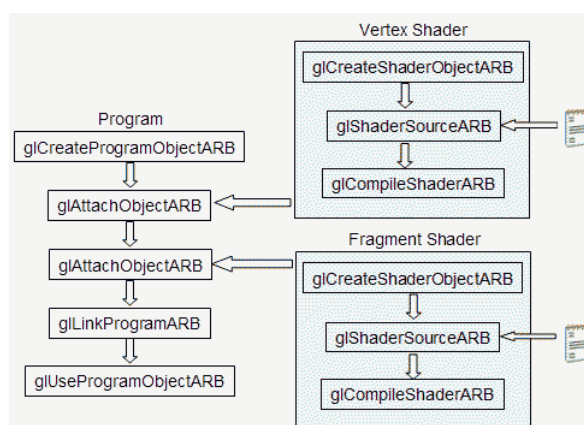 Vertex Shader
glCreateShaderObjectARB
glShaderSourceARB
glCompileShaderARB
Program
glCreateProgramObjectARB
glAttachObjectARB
glAttachObjectARB
glLinkProgramARB
glUseProgramObjectARB
Fragment Shader
glCreateShaderObjectARB
glShaderSourceARB
glCompileShaderARB